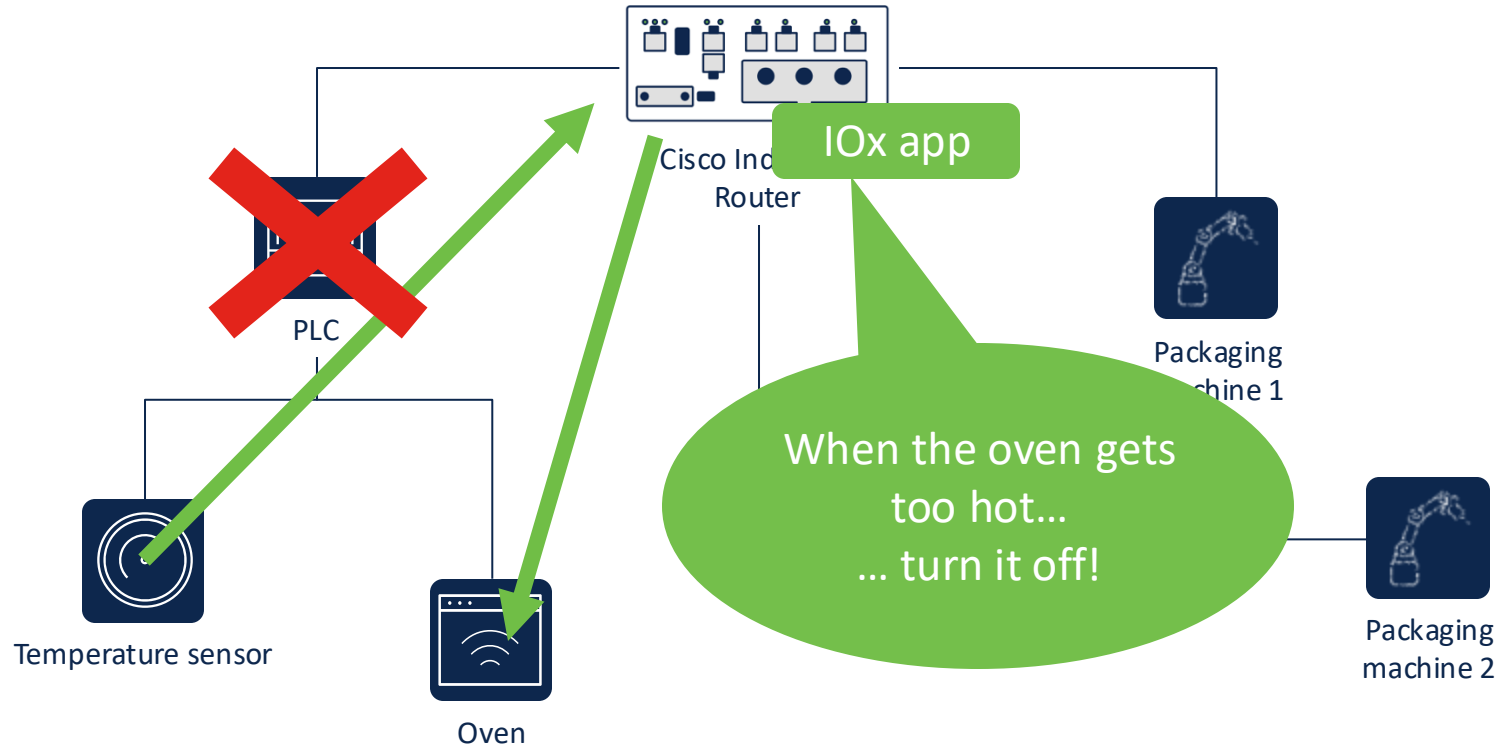 IOx app
Cisco Ind
Router
PLC
Packaging
chine 1
When the oven gets
too hot...
... turn it off!
Temperature sensor
Oven
Packaging
machine 2